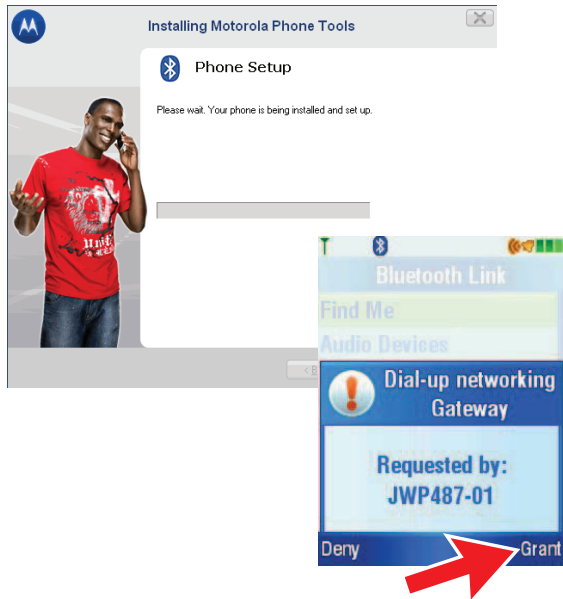 Installing Motorola Phone Tools
Phone Setup
Please wait. Your phone is being installed and set up.
< B
Bluetooth Link
Find Me
Audio Devices
Dial-up networking
Gateway
Requested by:
JWP487-01
Deny
Grant